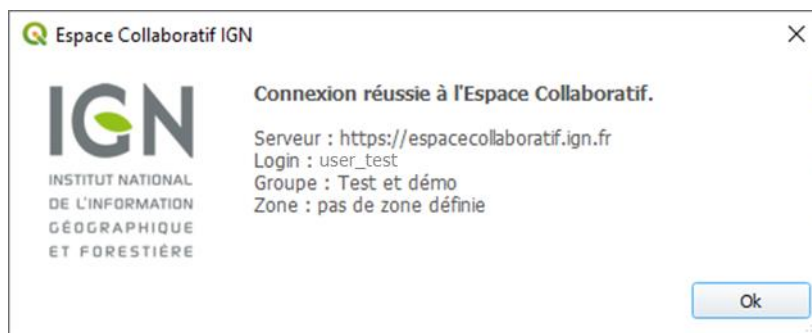 Espace Collaboratif IGN
IGN
INSTITUT NATIONAL
DE L'INFORMATION
GÉOGRAPHIQUE
ET FORESTIÈRE
Connexion réussie à l'Espace Collaboratif.
Serveur : https://espacecollaboratif.ign.fr
Login : user_test
Groupe : Test et démo
Zone : pas de zone définie
Ok